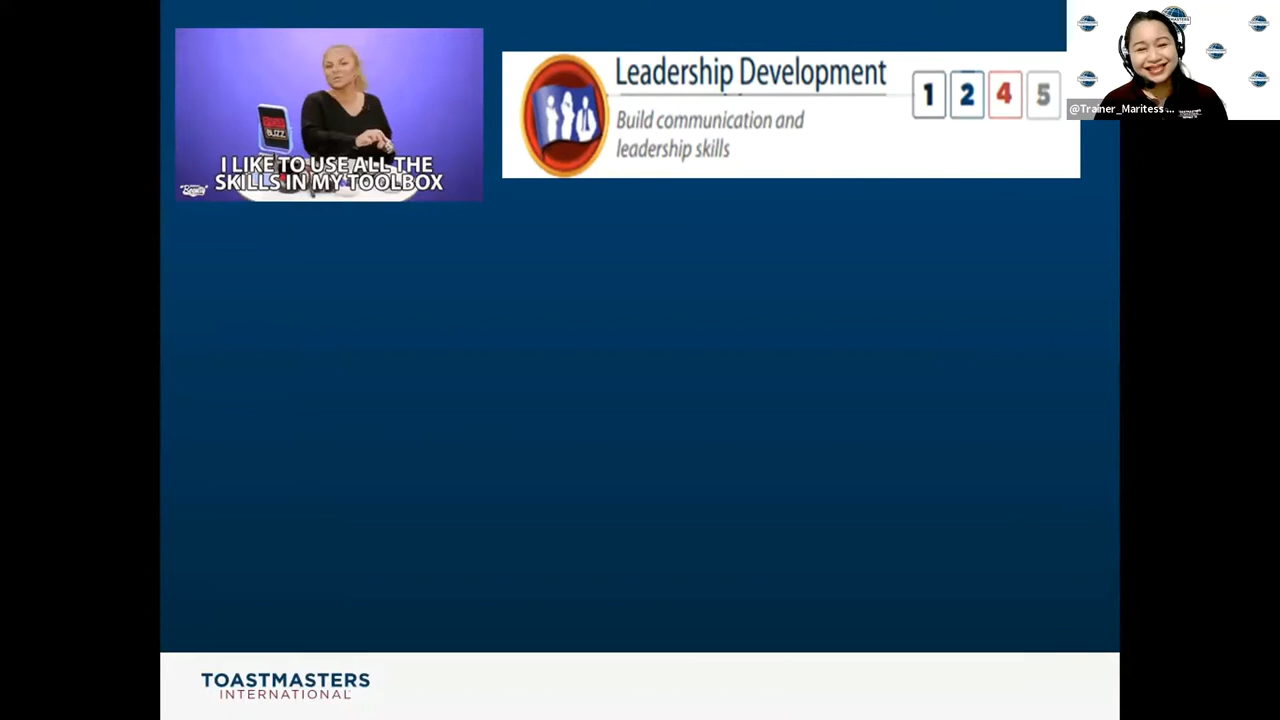 I LIKE TO USE ALL THE
SKILLS IN MY TOOLBOX
BUZZ
Leadership Development
Build communication and
leadership skills
1 2 4 5
@Trainer_Maritess ...
TOASTMASTERS
INTERNATIONAL